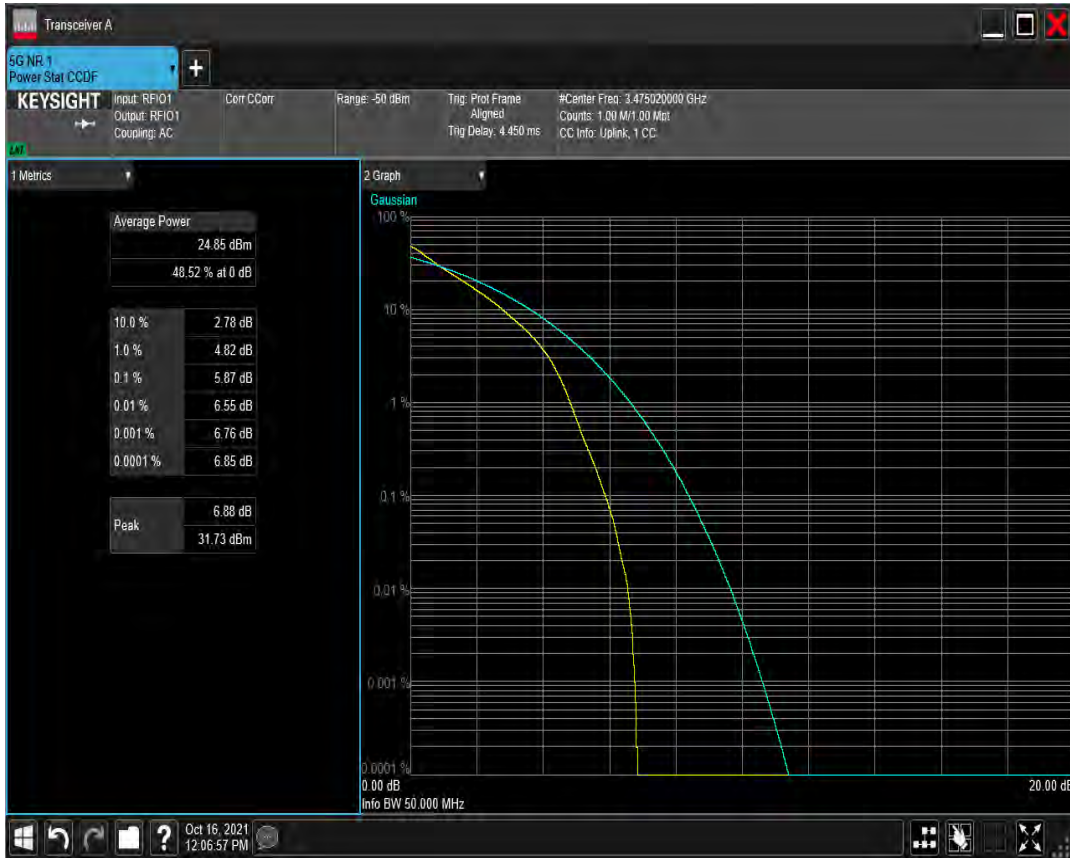 Transceiver A
5G NR 1
Power Stat CCDF
+
KEYSIGHT
Input: RFIO1
Output: RFIO1
Coupling: AC
Corr CCorr
Range: -50 dBm
Trig: Prot Frame
Aligned
Trig Delay: 4.450 ms
#Center Freq: 3.475020000 GHz
Counts: 1.00 M/1.00 Mpt
CC Info: Uplink, 1 CC
1 Metrics
Average Power
24.85 dBm
48.52 % at 0 dB
10.0 % 2.78 dB
1.0 % 4.82 dB
0.1 % 5.87 dB
0.01 % 6.55 dB
0.001 % 6.76 dB
0.0001 % 6.85 dB
Peak
6.88 dB
31.73 dBm
2 Graph
Gaussian
100 %
10 %
1 %
0.1 %
0.01 %
0.001 %
0.0001 %
0.00 dB
20.00 dB
Info BW 50.000 MHz
?
Oct 16, 2021
12:06:57 PM